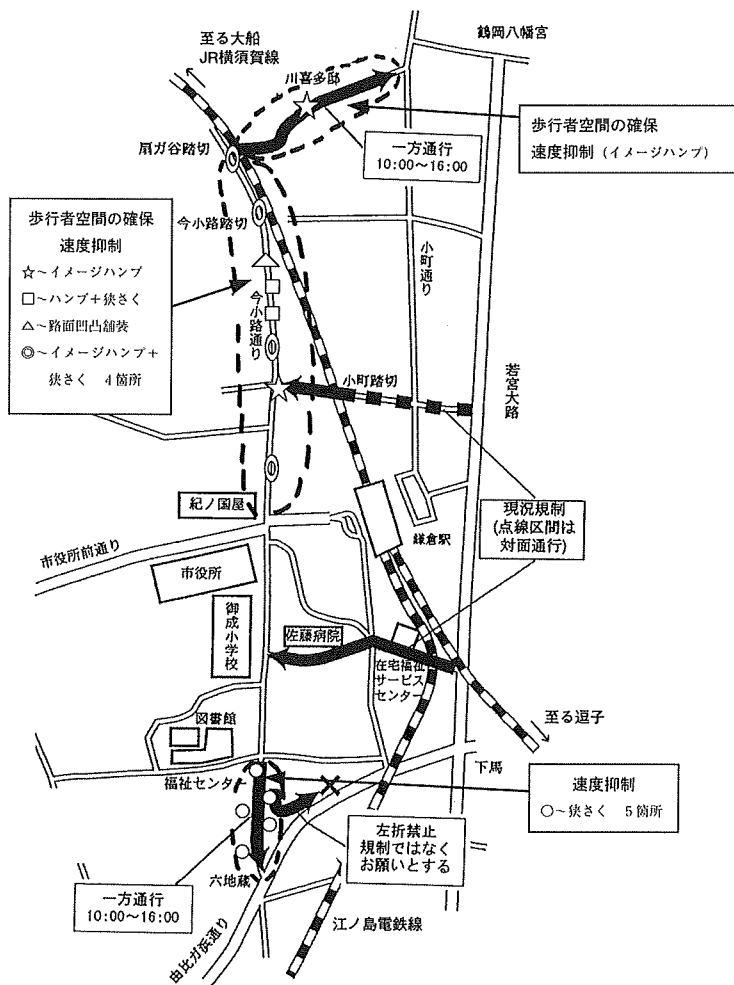 至る大船
JR横須賀線
鶴岡八幡宮
川喜多邸
歩行者空間の確保
速度抑制（イメージハンプ）
一方通行
10:00～16:00
扇ガ谷踏切
歩行者空間の確保
速度抑制
☆～イメージハンプ
□～ハンプ＋狭さく
△～路面凹凸舗装
◎～イメージハンプ＋
狭さく 4箇所
今小路踏切
今小路通り
小町通り
小町踏切
若宮大路
紀ノ国屋
現況規制
(点線区間は
対面通行)
鎌倉駅
市役所前通り
市役所
御成小学校
佐藤病院
在宅福祉
サービス
センター
至る逗子
図書館
下馬
福祉センター
速度抑制
○～狭さく 5箇所
左折禁止
規制ではなく
お願いとする
六地蔵
一方通行
10:00～16:00
江ノ島電鉄線
由比ガ浜通り